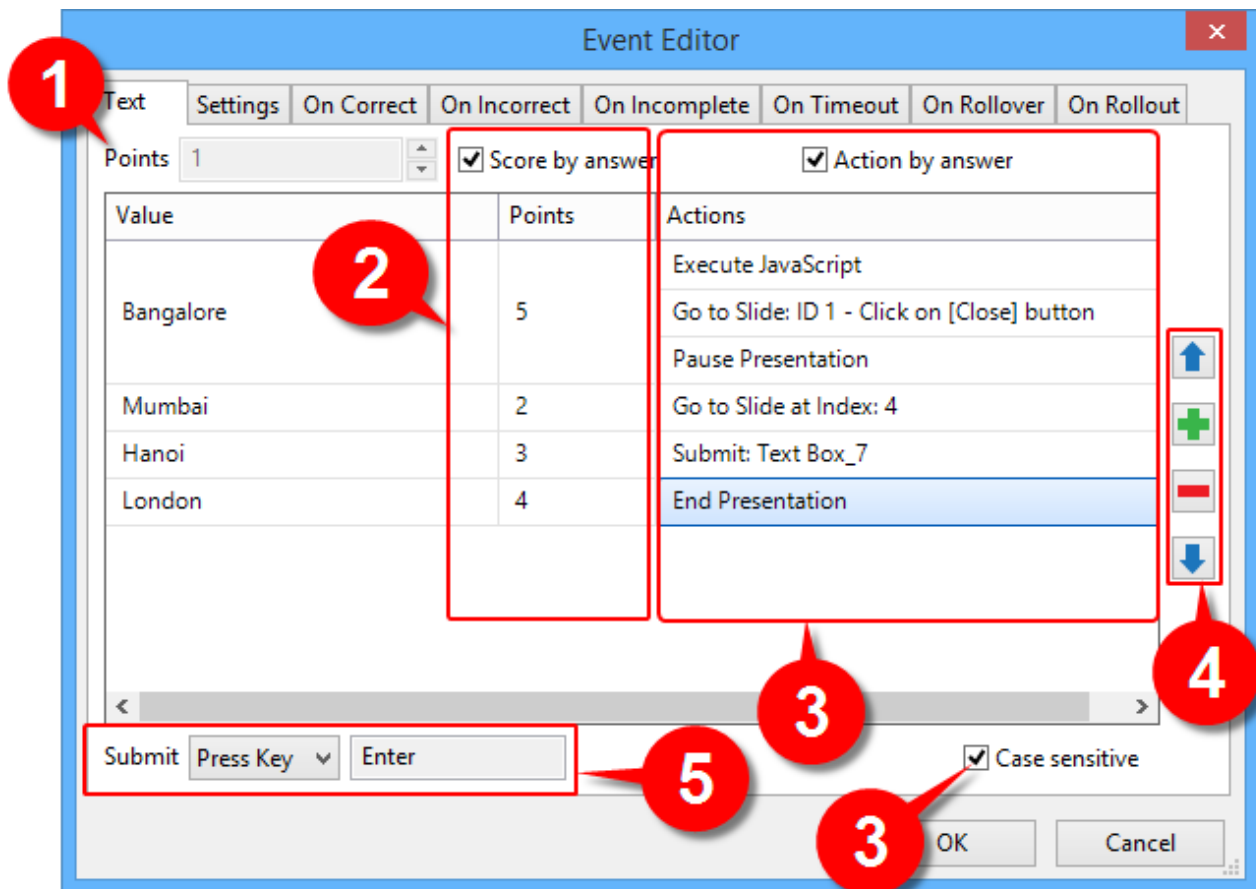 Event Editor
1
Text Settings On Correct On Incorrect On Incomplete On Timeout On Rollover On Rollout
Points 1 Score by answer Action by answer
Value Points Actions
2
Execute JavaScript
Bangalore 5 Go to Slide: ID 1 - Click on [Close] button
Pause Presentation
Mumbai 2 Go to Slide at Index: 4
Hanoi 3 Submit: Text Box_7
London 4 End Presentation
4
3
Submit Press Key Enter
5
Case sensitive
3
OK Cancel